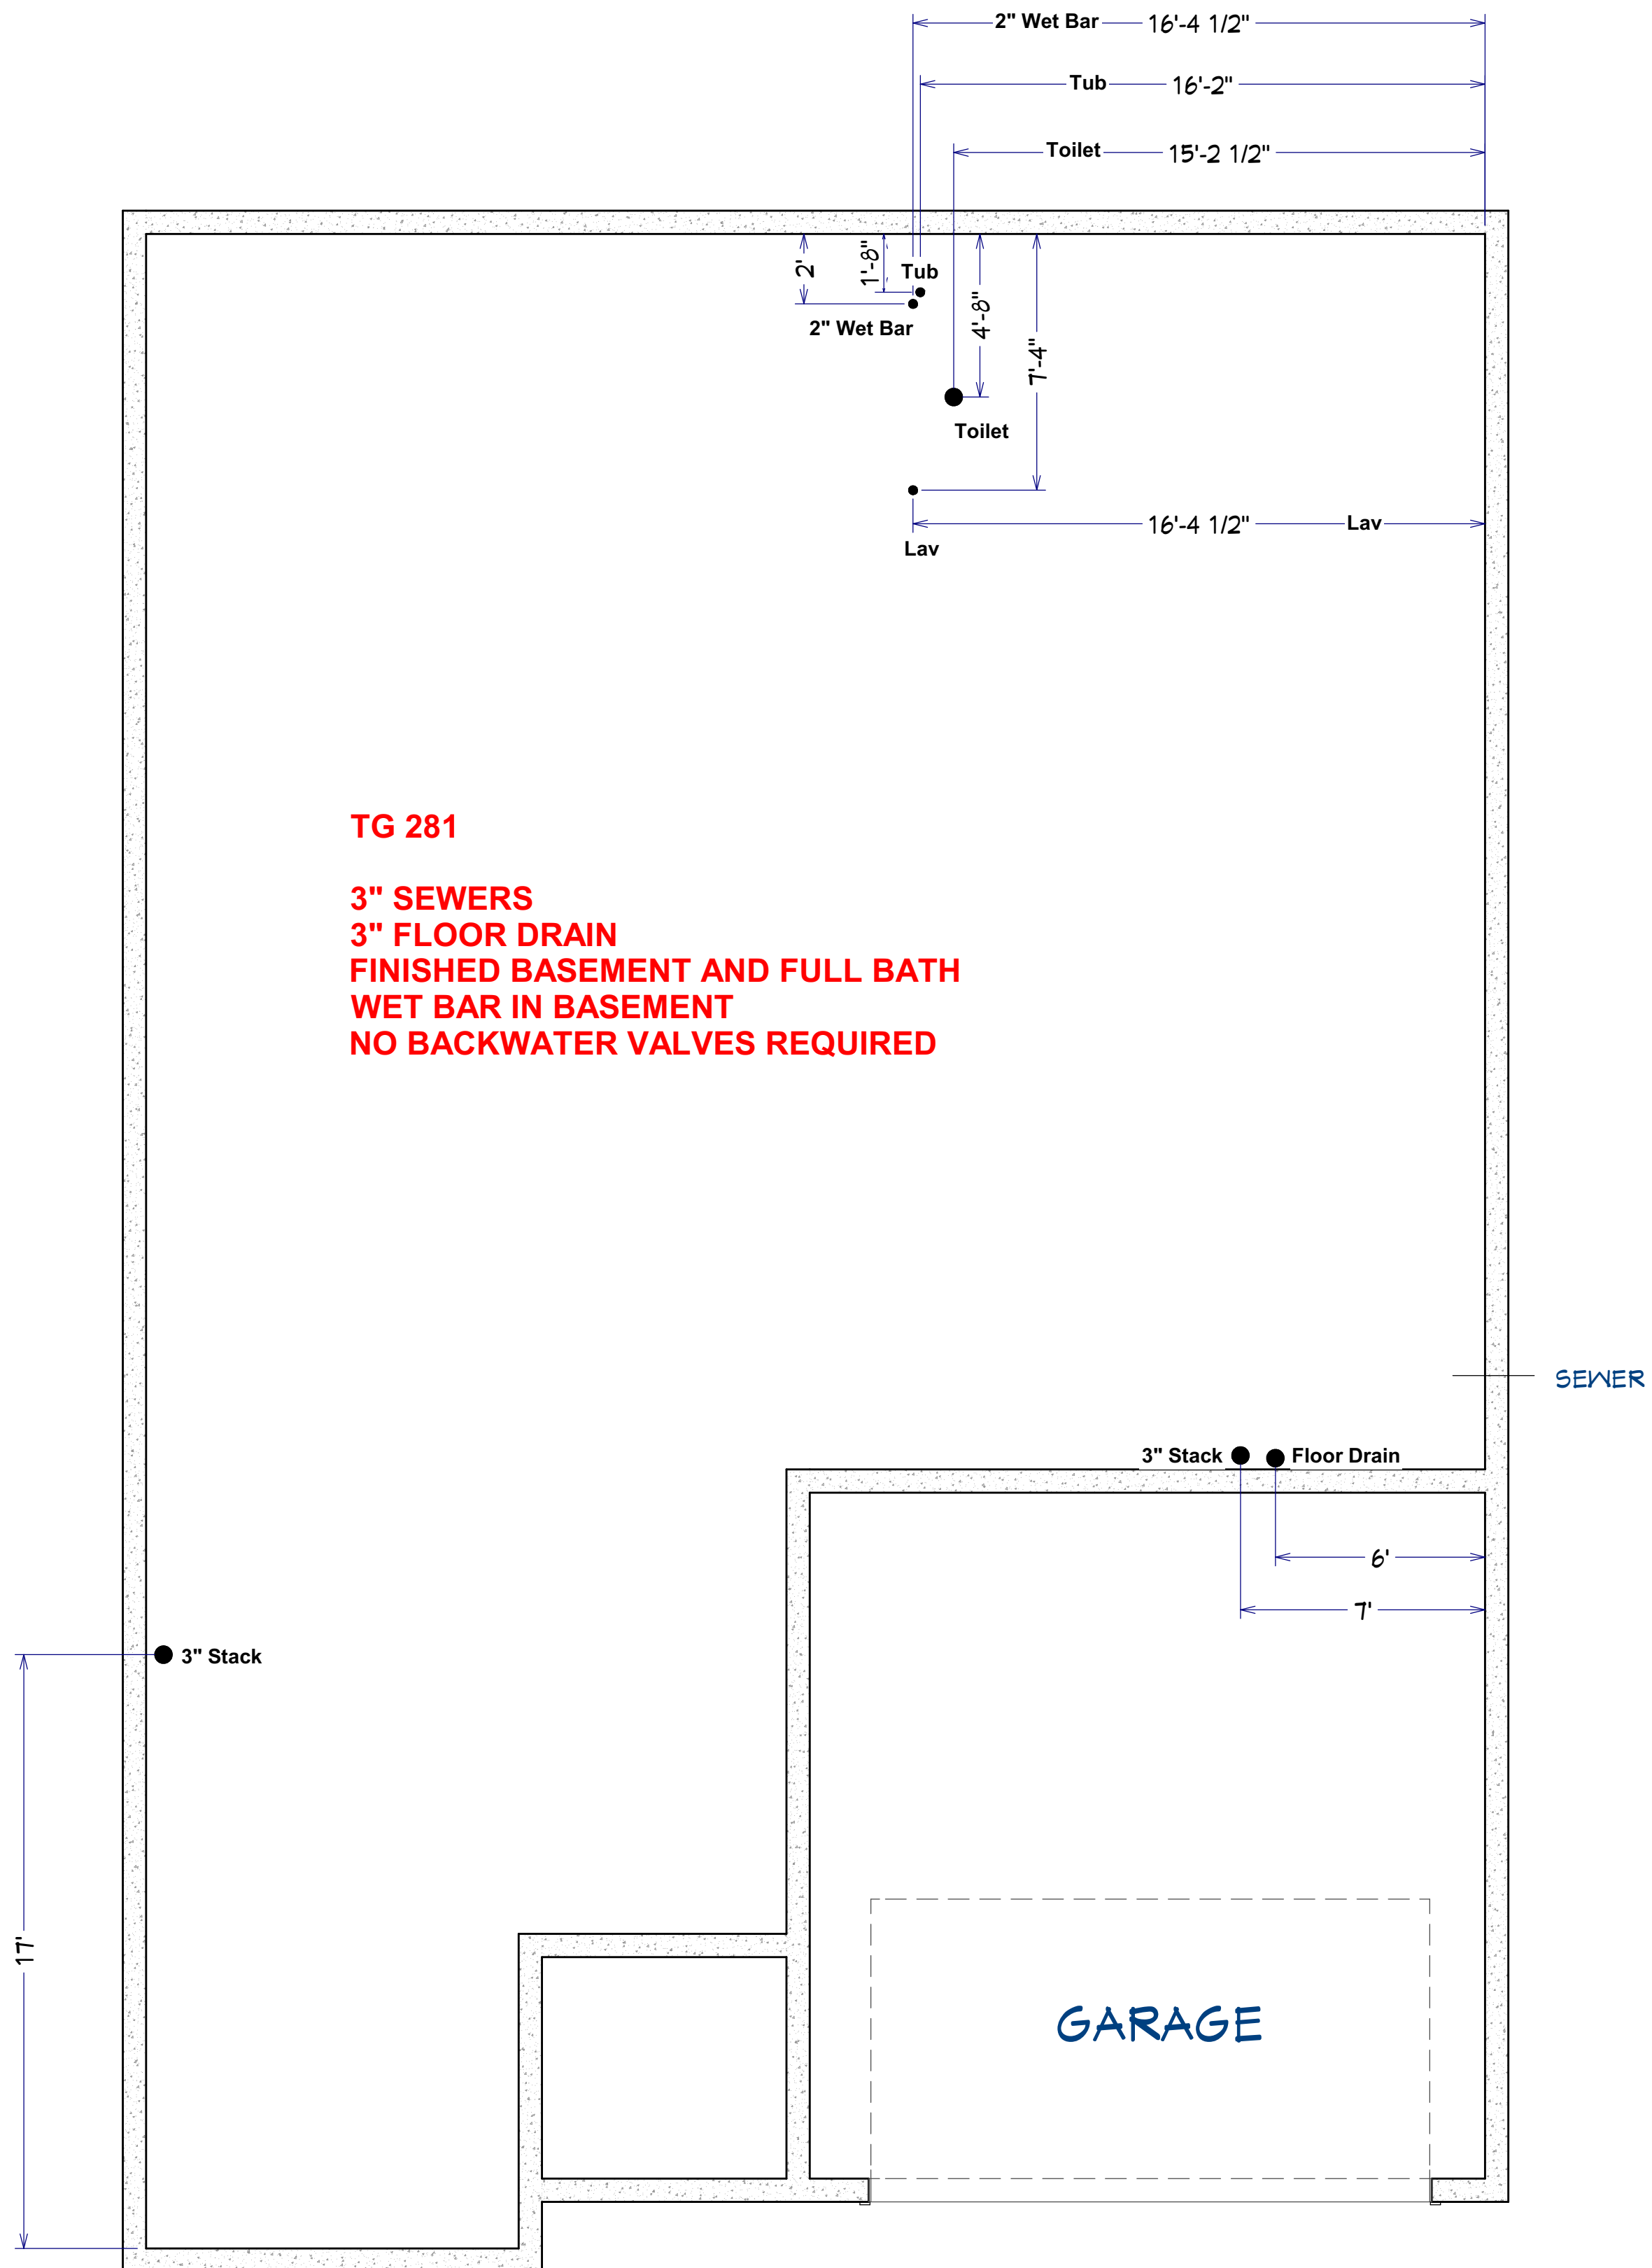 2" Wet Bar 16'-4 1/2"
Tub 16'-2"
Toilet 15'-2 1/2"
2'
1'-8"
Tub
4'-8"
2" Wet Bar
7'-4"
Toilet
16'-4 1/2" Lav
Lav
TG 281
3" SEWERS
3" FLOOR DRAIN
FINISHED BASEMENT AND FULL BATH
WET BAR IN BASEMENT
NO BACKWATER VALVES REQUIRED
SEWER
3" Stack Floor Drain
6'
7'
3" Stack
17'
GARAGE